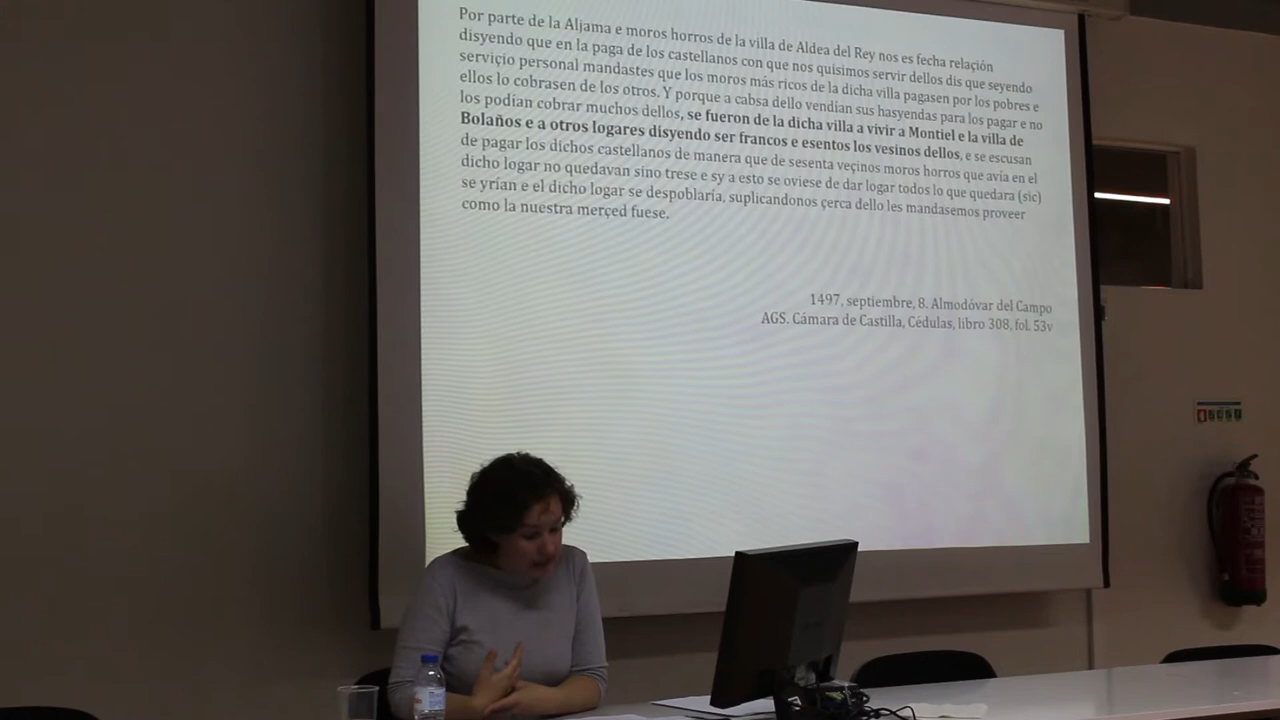 Por parte de la Aljama e moros horros de la villa de Aldea del Rey nos es fecha relaçión
disyendo que en la paga de los castellanos con que nos quisimos servir dellos dis que seyendo
serviçio personal mandastes que los moros más ricos de la dicha villa pagasen por los pobres e
ellos lo cobrasen de los otros. Y porque a cabsa dello vendían sus hasyendas para los pagar e no
los podían cobrar muchos dellos, se fueron de la dicha villa a vivir a Montiel e la villa de
Bolaños e a otros logares disyendo ser francos e esentos los vesinos dellos, e se escusan
de pagar los dichos castellanos de manera que de sesenta veçinos moros horros que avía en el
dicho logar no quedavan sino trese e sy a esto se oviese de dar logar todos lo que quedara (sic)
se yrían e el dicho logar se despoblaría, suplicandonos çerca dello les mandasemos proveer
como la nuestra merçed fuese.
1497, septiembre, 8. Almodóvar del Campo
AGS. Cámara de Castilla, Cédulas, libro 308, fol. 53v